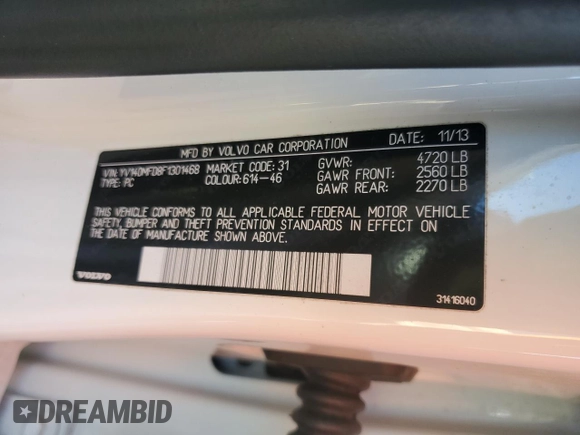 MFD BY VOLVO CAR CORPORATION DATE: 11/13
VIN: YV140MFD8F1301468 MARKET CODE: 31 GVWR: 4720 LB
TYPE: PC COLOUR: 614-46 GAWR FRONT: 2560 LB
GAWR REAR: 2270 LB
THIS VEHICLE CONFORMS TO ALL APPLICABLE FEDERAL MOTOR VEHICLE
SAFETY, BUMPER AND THEFT PREVENTION STANDARDS IN EFFECT ON
THE DATE OF MANUFACTURE SHOWN ABOVE.
VOLVO 31416040
DREAMBID